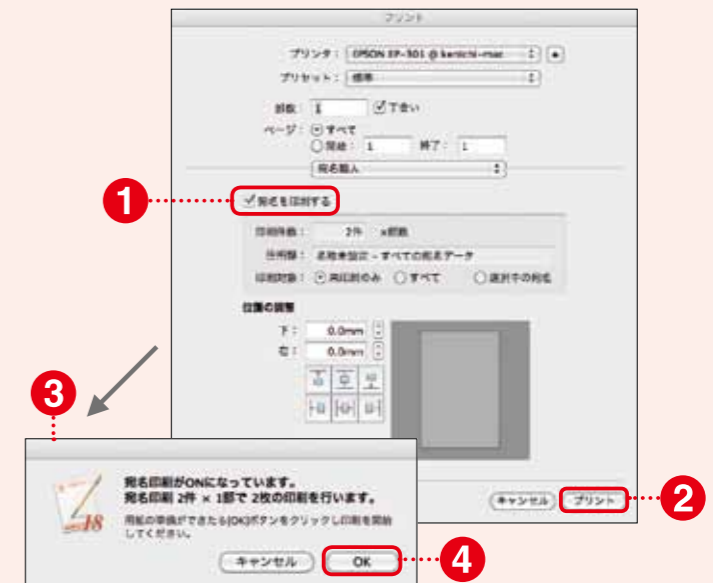 プリント
プリンタ： EPSON EP-301 @ kenichi-mac
プリセット： 標準
部数： 1 丁合い
ページ： すべて
開始： 1 終了： 1
宛名職人
1
宛名を印刷する
印刷件数： 2件 x部数
住所録： 名称未設定 - すべての宛名データ
印刷対象： 未印刷のみ すべて 選択中の宛名
位置の調整
下： 0.0mm
右： 0.0mm
3
宛名印刷がONになっています。
宛名印刷 2件 × 1部で 2枚の印刷を行います。
用紙の準備ができたら[OK]ボタンをクリックし印刷を開始
してください。
18
キャンセル OK
4
キャンセル プリント
2